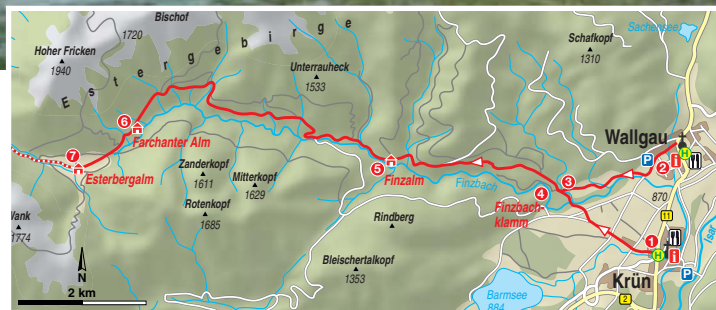 Bischof
1720
Hoher Fricken
1940
Estergebirge
Unterrauheck
1533
Schafkopf
1310
Sachensee
6
Farchanter Alm
7
Esterbergalm
Zanderkopf
1611
Mitterkopf
1629
Rotenkopf
1685
Wank
1774
5
Finzalm
Finzbach
4
Finzbach-
klamm
3
2
Wallgau
P
H
i
870
11
Isar
Rindberg
Bleischertalkopf
1353
1
H
i
P
Krün
2
Barmsee
884
N
2 km